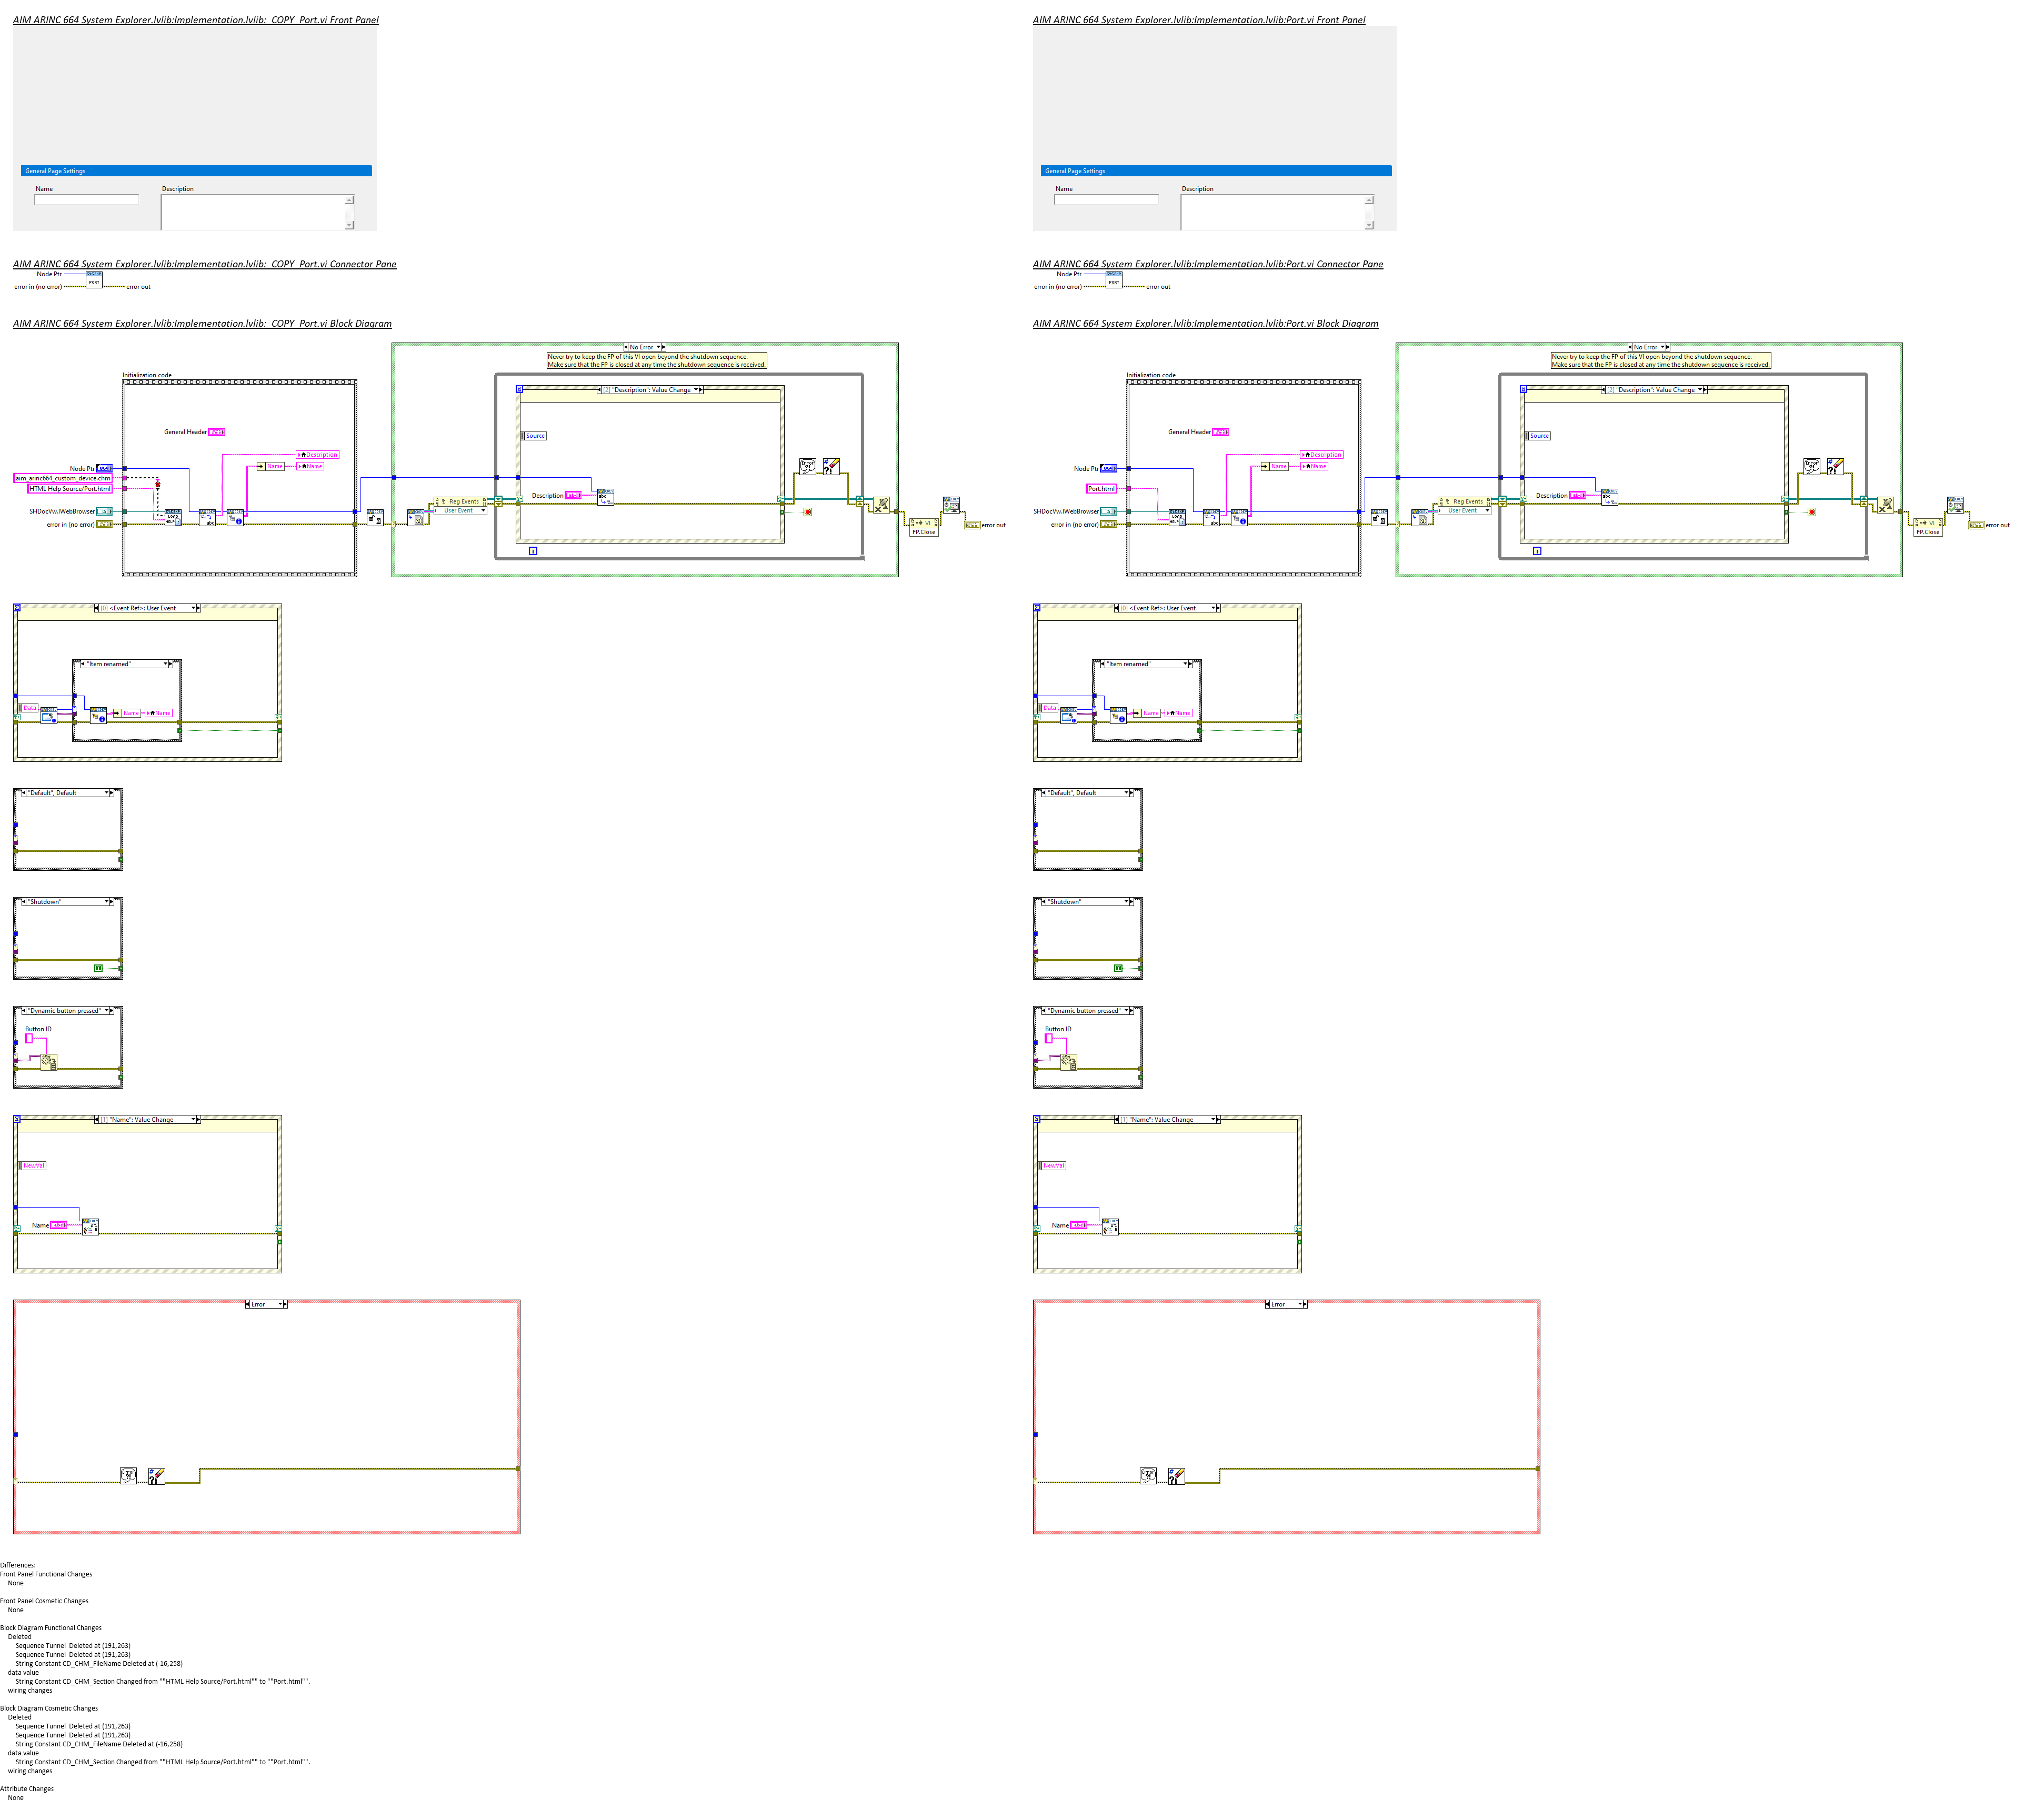 AIM ARINC 664 System Explorer.lvlib:Implementation.lvlib:_COPY_Port.vi Front Panel
General Page Settings
Name
Description
AIM ARINC 664 System Explorer.lvlib:Implementation.lvlib:_COPY_Port.vi Connector Pane
Node Ptr
PORT
error in (no error)
error out
AIM ARINC 664 System Explorer.lvlib:Implementation.lvlib:_COPY_Port.vi Block Diagram
No Error
Never try to keep the FP of this VI open beyond the shutdown sequence.
Make sure that the FP is closed at any time the shutdown sequence is received.
Initialization code
[2] "Description": Value Change
General Header
Source
Description
Name
Name
Node Ptr
aim_arinc664_custom_device.chm
HTML Help Source/Port.html
Description
Reg Events
User Event
SHDocVw.IWebBrowser
error in (no error)
error out
VI
FP.Close
[0] <Event Ref>: User Event
"Item renamed"
Data
Name
Name
"Default", Default
"Shutdown"
"Dynamic button pressed"
Button ID
[1] "Name": Value Change
NewVal
Name
Error
AIM ARINC 664 System Explorer.lvlib:Implementation.lvlib:Port.vi Front Panel
General Page Settings
Name
Description
AIM ARINC 664 System Explorer.lvlib:Implementation.lvlib:Port.vi Connector Pane
Node Ptr
PORT
error in (no error)
error out
AIM ARINC 664 System Explorer.lvlib:Implementation.lvlib:Port.vi Block Diagram
No Error
Never try to keep the FP of this VI open beyond the shutdown sequence.
Make sure that the FP is closed at any time the shutdown sequence is received.
Initialization code
[2] "Description": Value Change
General Header
Source
Description
Name
Name
Node Ptr
Port.html
Description
Reg Events
User Event
SHDocVw.IWebBrowser
error in (no error)
error out
VI
FP.Close
[0] <Event Ref>: User Event
"Item renamed"
Data
Name
Name
"Default", Default
"Shutdown"
"Dynamic button pressed"
Button ID
[1] "Name": Value Change
NewVal
Name
Error
Differences:
Front Panel Functional Changes
None
Front Panel Cosmetic Changes
None
Block Diagram Functional Changes
Deleted
Sequence Tunnel  Deleted at (191,263)
Sequence Tunnel  Deleted at (191,263)
String Constant CD_CHM_FileName Deleted at (-16,258)
data value
String Constant CD_CHM_Section Changed from ""HTML Help Source/Port.html"" to ""Port.html"".
wiring changes
Block Diagram Cosmetic Changes
Deleted
Sequence Tunnel  Deleted at (191,263)
Sequence Tunnel  Deleted at (191,263)
String Constant CD_CHM_FileName Deleted at (-16,258)
data value
String Constant CD_CHM_Section Changed from ""HTML Help Source/Port.html"" to ""Port.html"".
wiring changes
Attribute Changes
None